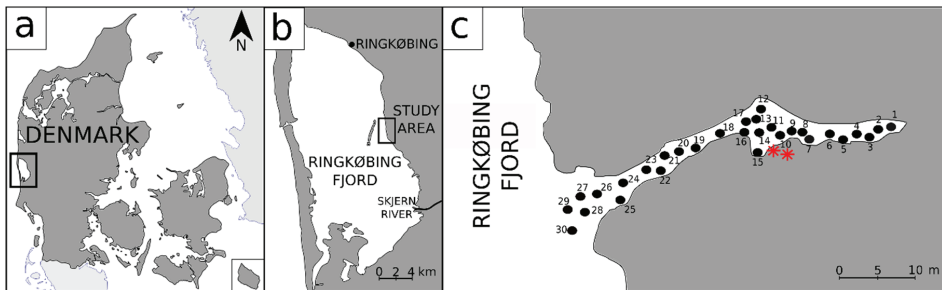 a
N
DENMARK
b
RINGKØBING
STUDY
AREA
RINGKØBING
FJORD
SKJERN
RIVER
0 2 4 km
c
RINGKØBING
FJORD
12
17
13
11
9
8
4
2
1
18
16
14
10
7
6
5
3
15
20
19
23
21
22
24
27
26
25
29
28
30
0 5 10 m